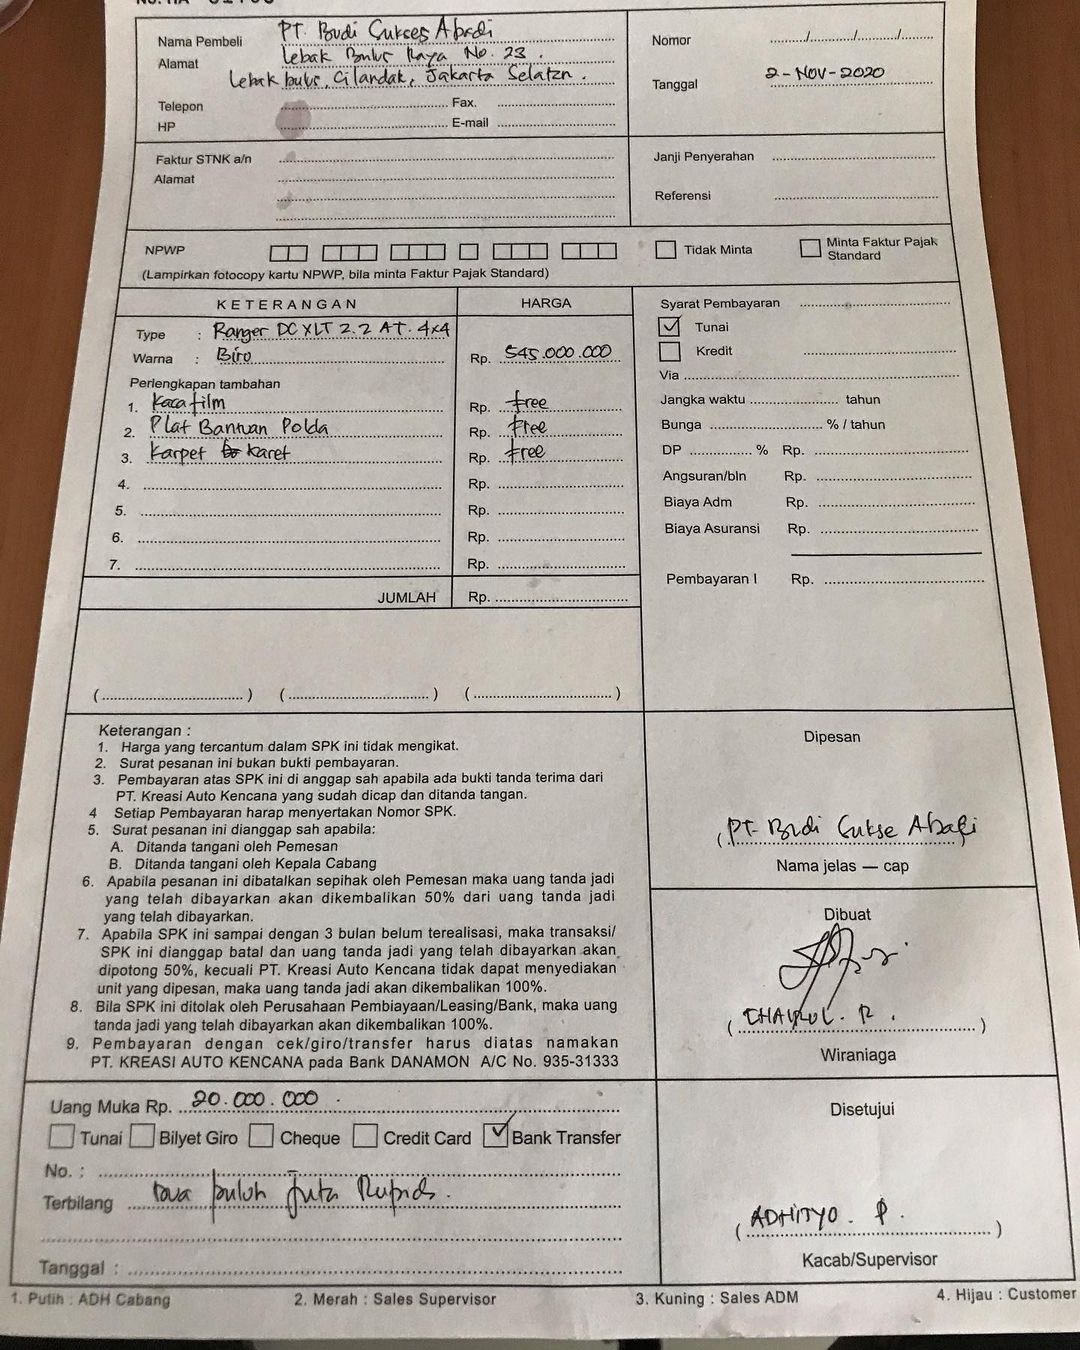 Nama Pembeli PT. Budi Sukses Abadi
Alamat Lebak Bulus Raya No. 23.
Lebak bulus, Cilandak, Jakarta Selatan.
Telepon Fax.
HP E-mail
Nomor / / / /
Tanggal 2-NOV-2020
Faktur STNK a/n
Alamat
Janji Penyerahan
Referensi
NPWP
(Lampirkan fotocopy kartu NPWP, bila minta Faktur Pajak Standard)
Tidak Minta
Minta Faktur Pajak
Standard
KETERANGAN HARGA
Type : Ranger DC XLT 2.2 AT. 4x4
Warna : Biro Rp. 545.000.000
Perlengkapan tambahan
1. Kaca film Rp. free
2. Plat Bantuan Polda Rp. free
3. Karpet karet Rp. free
4. Rp.
5. Rp.
6. Rp.
7. Rp.
JUMLAH Rp.
Syarat Pembayaran
Tunai
Kredit
Via
Jangka waktu tahun
Bunga % / tahun
DP % Rp.
Angsuran/bln Rp.
Biaya Adm Rp.
Biaya Asuransi Rp.
Pembayaran I Rp.
( ) ( ) ( )
Keterangan :
1. Harga yang tercantum dalam SPK ini tidak mengikat.
2. Surat pesanan ini bukan bukti pembayaran.
3. Pembayaran atas SPK ini di anggap sah apabila ada bukti tanda terima dari
PT. Kreasi Auto Kencana yang sudah dicap dan ditanda tangan.
4 Setiap Pembayaran harap menyertakan Nomor SPK.
5. Surat pesanan ini dianggap sah apabila:
A. Ditanda tangani oleh Pemesan
B. Ditanda tangani oleh Kepala Cabang
6. Apabila pesanan ini dibatalkan sepihak oleh Pemesan maka uang tanda jadi
yang telah dibayarkan akan dikembalikan 50% dari uang tanda jadi
yang telah dibayarkan.
7. Apabila SPK ini sampai dengan 3 bulan belum terealisasi, maka transaksi/
SPK ini dianggap batal dan uang tanda jadi yang telah dibayarkan akan
dipotong 50%, kecuali PT. Kreasi Auto Kencana tidak dapat menyediakan
unit yang dipesan, maka uang tanda jadi akan dikembalikan 100%.
8. Bila SPK ini ditolak oleh Perusahaan Pembiayaan/Leasing/Bank, maka uang
tanda jadi yang telah dibayarkan akan dikembalikan 100%.
9. Pembayaran dengan cek/giro/transfer harus diatas namakan
PT. KREASI AUTO KENCANA pada Bank DANAMON A/C No. 935-31333
Dipesan
(PT. Budi Sukse Abadi
Nama jelas — cap
Dibuat
(CHAIRUL. R. )
Wiraniaga
Uang Muka Rp. 20.000.000.
Tunai Bilyet Giro Cheque Credit Card Bank Transfer
No. :
Terbilang Dua puluh juta Rupiah.
Tanggal :
Disetujui
(ADHITYO. P. )
Kacab/Supervisor
1. Putih : ADH Cabang 2. Merah : Sales Supervisor 3. Kuning : Sales ADM 4. Hijau : Customer